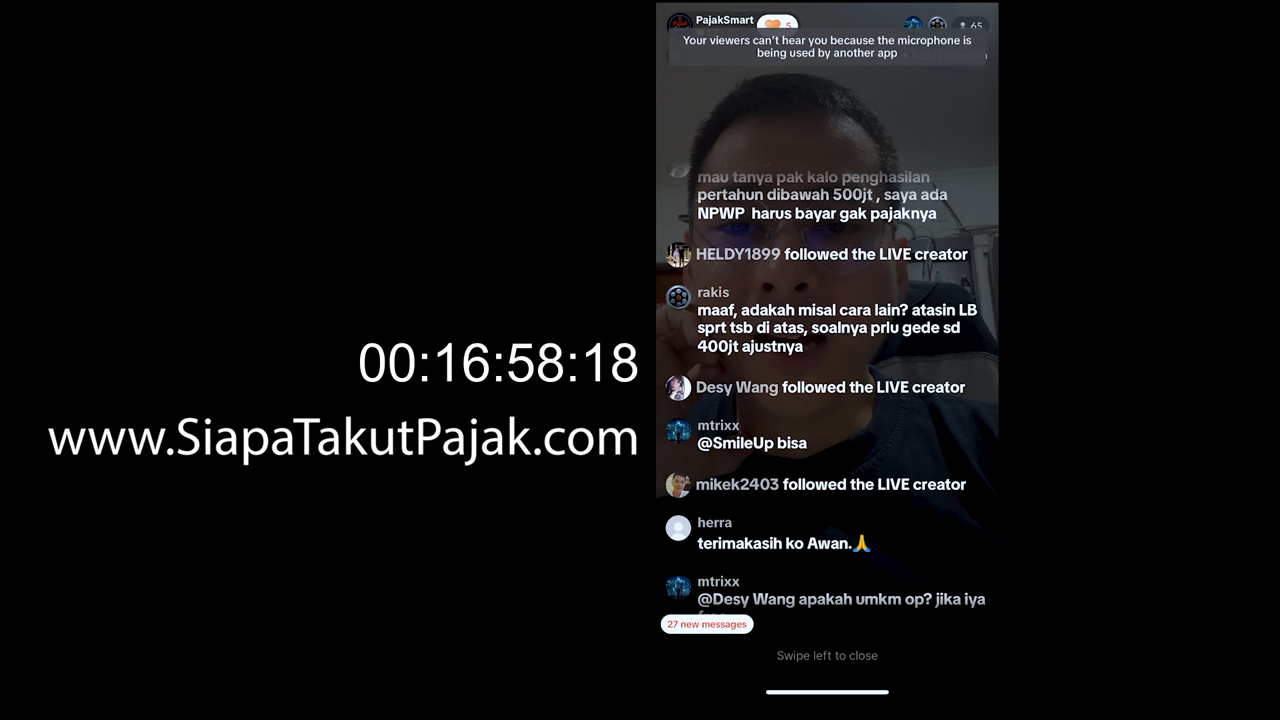 PajakSmart
5
65
Your viewers can't hear you because the microphone is
being used by another app
mau tanya pak kalo penghasilan
pertahun dibawah 500jt , saya ada
NPWP harus bayar gak pajaknya
HELDY1899 followed the LIVE creator
rakis
maaf, adakah misal cara lain? atasin LB
sprt tsb di atas, soalnya prlu gede sd
400jt ajustnya
Desy Wang followed the LIVE creator
mtrixx
@SmileUp bisa
mikek2403 followed the LIVE creator
herra
terimakasih ko Awan.🙏
mtrixx
@Desy Wang apakah umkm op? jika iya
27 new messages
Swipe left to close
00:16:58:18
www.SiapaTakutPajak.com